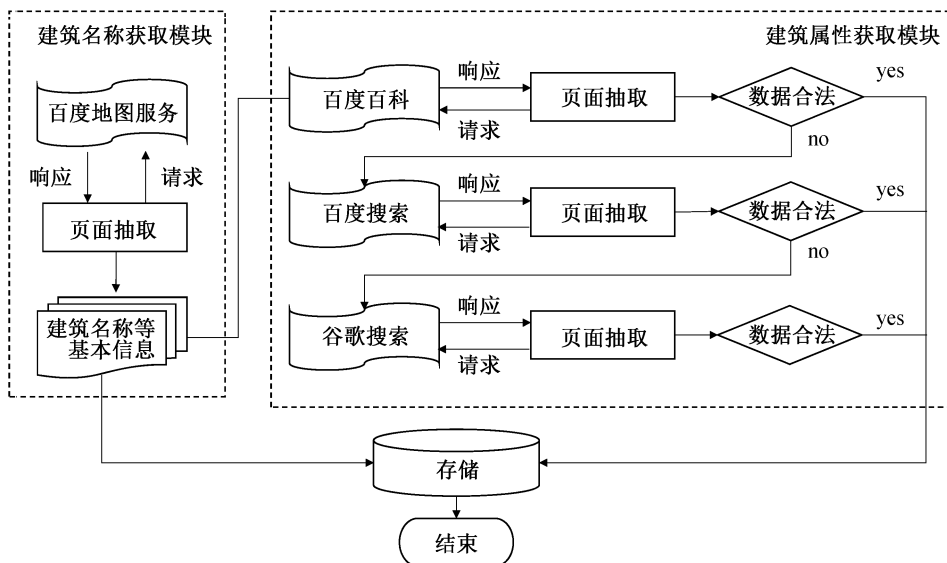 建筑名称获取模块
百度地图服务
响应
请求
页面抽取
建筑名称等
基本信息
建筑属性获取模块
百度百科
响应
请求
页面抽取
数据合法
yes
no
百度搜索
响应
请求
页面抽取
数据合法
yes
no
谷歌搜索
响应
请求
页面抽取
数据合法
yes
存储
结束